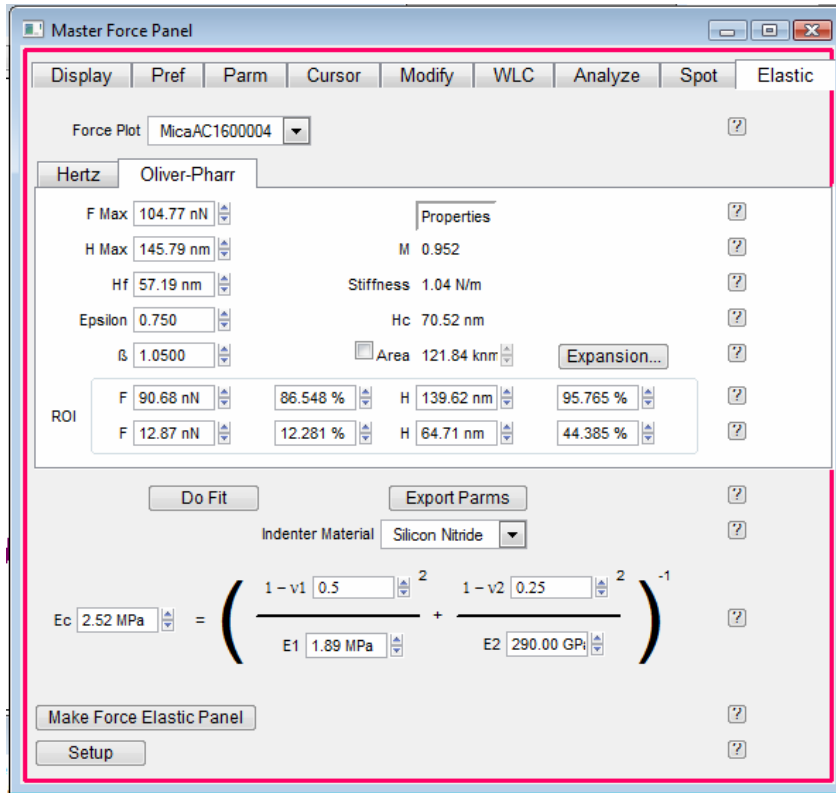 Master Force Panel
Display Pref Parm Cursor Modify WLC Analyze Spot Elastic
Force Plot MicaAC1600004 ?
Hertz Oliver-Pharr
F Max 104.77 nN Properties ?
H Max 145.79 nm M 0.952 ?
Hf 57.19 nm Stiffness 1.04 N/m ?
Epsilon 0.750 Hc 70.52 nm ?
ß 1.0500 Area 121.84 knm Expansion... ?
F 90.68 nN 86.548 % H 139.62 nm 95.765 % ?
ROI
F 12.87 nN 12.281 % H 64.71 nm 44.385 % ?
Do Fit Export Parms ?
Indenter Material Silicon Nitride ?
1 – ν1 0.5 2 1 – ν2 0.25 2 -1
Ec 2.52 MPa = ( + ) ?
E1 1.89 MPa E2 290.00 GP
Make Force Elastic Panel ?
Setup ?